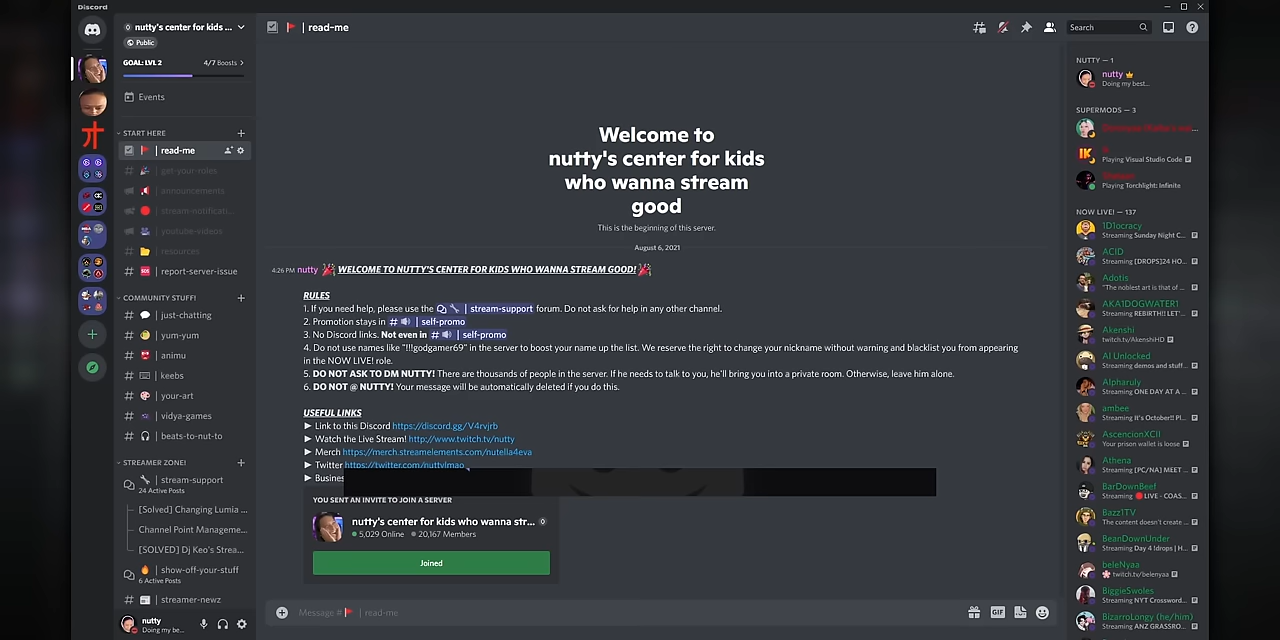 Discord
nutty's center for kids ...
Public
GOAL: LVL 2
4/7 Boosts
Events
START HERE
read-me
get-your-roles
announcements
stream-notificati...
youtube-videos
resources
report-server-issue
COMMUNITY STUFF!
just-chatting
yum-yum
animu
keebs
your-art
vidya-games
beats-to-nut-to
STREAMER ZONE!
stream-support
24 Active Posts
[Solved] Changing Lumia ...
Channel Point Manageme...
[SOLVED] Dj Keo's Strea...
show-off-your-stuff
6 Active Posts
streamer-newz
nutty
Doing my be...
read-me
Search
Welcome to
nutty's center for kids
who wanna stream
good
This is the beginning of this server.
August 6, 2021
4:26 PM nutty WELCOME TO NUTTY'S CENTER FOR KIDS WHO WANNA STREAM GOOD!
RULES
1. If you need help, please use the | stream-support forum. Do not ask for help in any other channel.
2. Promotion stays in # | self-promo
3. No Discord links. Not even in # | self-promo
4. Do not use names like "!!!godgamer69" in the server to boost your name up the list. We reserve the right to change your nickname without warning and blacklist you from appearing
in the NOW LIVE! role.
5. DO NOT ASK TO DM NUTTY! There are thousands of people in the server. If he needs to talk to you, he'll bring you into a private room. Otherwise, leave him alone.
6. DO NOT @ NUTTY! Your message will be automatically deleted if you do this.
USEFUL LINKS
► Link to this Discord https://discord.gg/V4rvjrb
► Watch the Live Stream! http://www.twitch.tv/nutty
► Merch https://merch.streamelements.com/nutella4eva
► Twitter https://twitter.com/nuttylmao
► Busines
YOU SENT AN INVITE TO JOIN A SERVER
nutty's center for kids who wanna str...
5,029 Online 20,167 Members
Joined
Message # | read-me
GIF
NUTTY — 1
nutty
Doing my best...
SUPERMODS — 3
Playing Visual Studio Code
Playing Torchlight: Infinite
NOW LIVE! — 137
1D1ocracy
Streaming Sunday Night C...
ACID
Streaming [DROPS]24 HO...
Adotis
"The noblest art is that of ...
AKA1DOGWATER1
Streaming REBIRTH!! LET'...
Akenshi
twitch.tv/AkenshiHD
AI Unlocked
Streaming demos and stuff...
Alpharuly
Streaming ONE DAY AT A ...
ambee
Streaming It's October!! Pl...
AscencionXCII
Your prison wallet is loose
Athena
Streaming [PC/NA] MEET ...
BarDownBeef
Streaming LIVE - COAS...
Bazz1TV
The content doesn't create ...
BeanDownUnder
Streaming Day 4 !drops | H...
beleNyaa
twitch.tv/belenyaa
BiggieSwoles
Streaming NYT Crossword...
BizarroLongy (he/him)
Streaming ANZ GRASSRO...